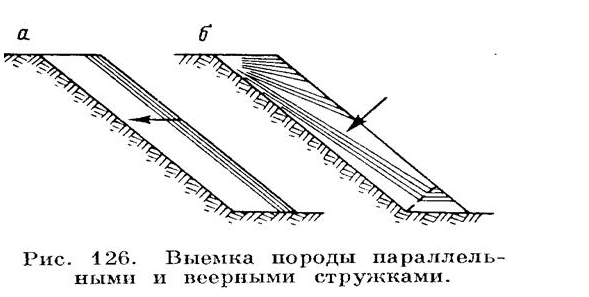 а
б
Рис. 126. Выемка породы параллель-
ными и веерными стружками.